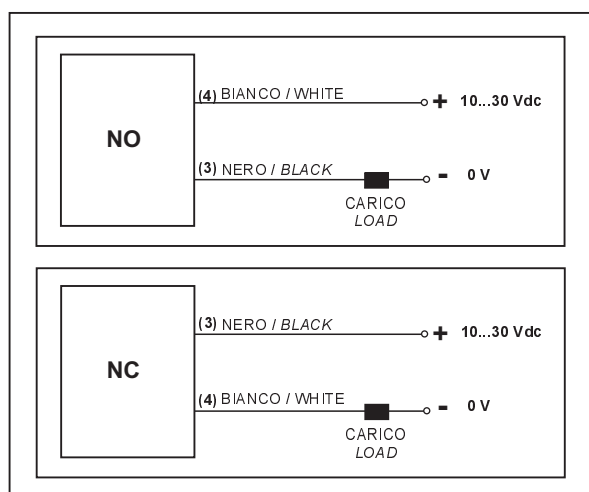 (4) BIANCO / WHITE
+ 10...30 Vdc
NO
(3) NERO / BLACK
- 0 V
CARICO
LOAD
(3) NERO / BLACK
+ 10...30 Vdc
NC
(4) BIANCO / WHITE
- 0 V
CARICO
LOAD